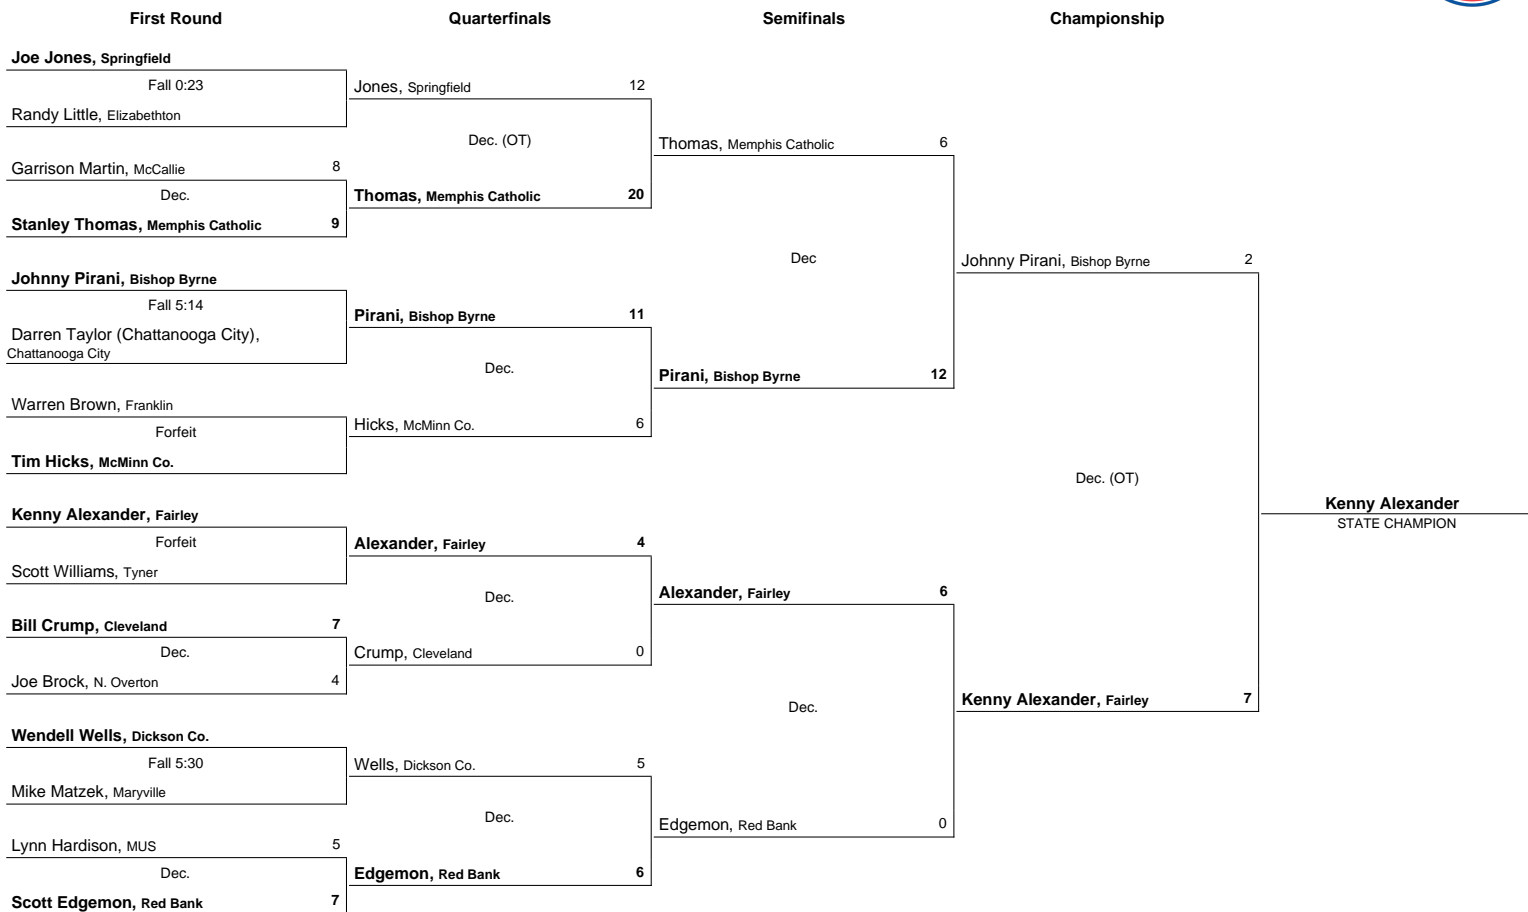 First Round
Quarterfinals
Semifinals
Championship
Joe Jones, Springfield
Fall 0:23
Randy Little, Elizabethton
Garrison Martin, McCallie 8
Dec.
Stanley Thomas, Memphis Catholic 9
Johnny Pirani, Bishop Byrne
Fall 5:14
Darren Taylor (Chattanooga City),
Chattanooga City
Warren Brown, Franklin
Forfeit
Tim Hicks, McMinn Co.
Kenny Alexander, Fairley
Forfeit
Scott Williams, Tyner
Bill Crump, Cleveland 7
Dec.
Joe Brock, N. Overton 4
Wendell Wells, Dickson Co.
Fall 5:30
Mike Matzek, Maryville
Lynn Hardison, MUS 5
Dec.
Scott Edgemon, Red Bank 7
Jones, Springfield 12
Dec. (OT)
Thomas, Memphis Catholic 20
Pirani, Bishop Byrne 11
Dec.
Hicks, McMinn Co. 6
Alexander, Fairley 4
Dec.
Crump, Cleveland 0
Wells, Dickson Co. 5
Dec.
Edgemon, Red Bank 6
Thomas, Memphis Catholic 6
Dec
Pirani, Bishop Byrne 12
Alexander, Fairley 6
Dec.
Edgemon, Red Bank 0
Johnny Pirani, Bishop Byrne 2
Dec. (OT)
Kenny Alexander, Fairley 7
Kenny Alexander
STATE CHAMPION